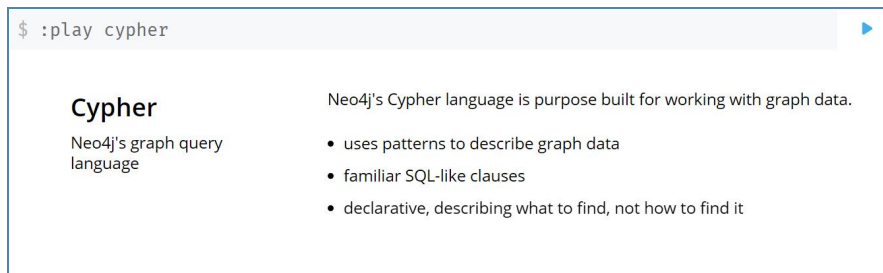 $ :play cypher
Cypher
Neo4j's graph query
language
Neo4j's Cypher language is purpose built for working with graph data.
• uses patterns to describe graph data
• familiar SQL-like clauses
• declarative, describing what to find, not how to find it